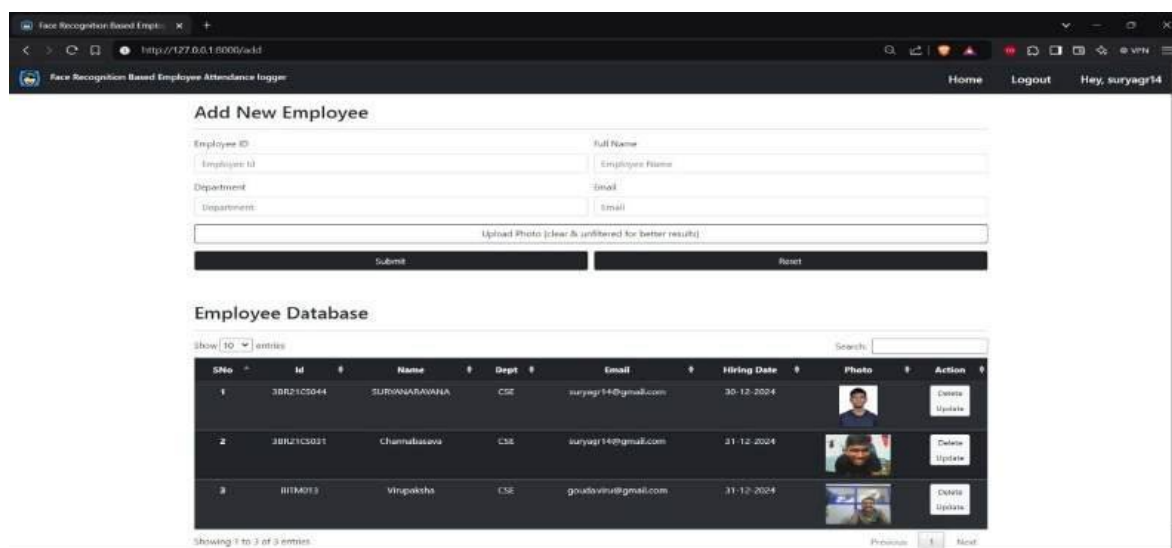 Face Recognition Based Emplo
http://127.0.0.1:8000/add
VPN
Face Recognition Based Employee Attendance logger
Home Logout Hey, suryagr14
Add New Employee
Employee ID Full Name
Employee Id Employee Name
Department Email
Department Email
Upload Photo (clear & unfiltered for better results)
Submit Reset
Employee Database
Show 10 entries Search:
SNo Id Name Dept Email Hiring Date Photo Action
1 3BR21CS044 SURYANARAYANA CSE suryagr14@gmail.com 30-12-2024 Delete
Update
2 3BR21CS031 Channabasava CSE suryagr14@gmail.com 31-12-2024 Delete
Update
3 BITM013 Virupaksha CSE goudaviru@gmail.com 31-12-2024 Delete
Update
Showing 1 to 3 of 3 entries Previous 1 Next